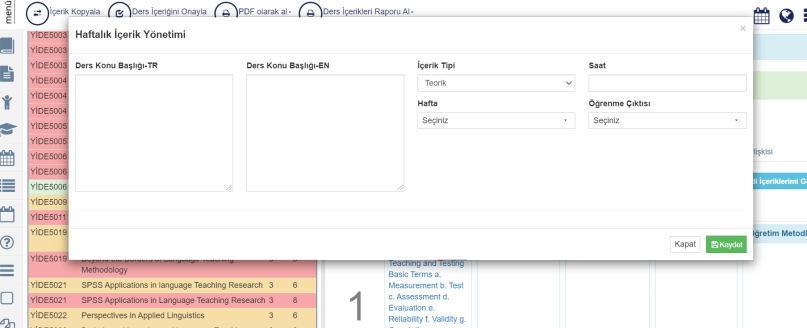 menü
İçerik Kopyala
Ders İçeriğini Onayla
PDF olarak al
Ders İçerikleri Raporu Al
Haftalık İçerik Yönetimi
×
Ders Konu Başlığı-TR
Ders Konu Başlığı-EN
İçerik Tipi
Saat
Teorik
Hafta
Öğrenme Çıktısı
Seçiniz
Seçiniz
Kapat
Kaydet
YİDE5003
YİDE5003
YİDE5003
YİDE5004
YİDE5004
YİDE5004
YİDE5005
YİDE5005
YİDE5006
YİDE5006
YİDE5006
YİDE5009
YİDE5011
YİDE5019
YİDE5019
Methodology
YİDE5021 SPSS Applications in language Teaching Research 3 6
YİDE5021 SPSS Applications in Language Teaching Research 3 8
YİDE5022 Perspectives in Applied Linguistics 3 6
1
Teaching and Testing
Basic Terms a.
Measurement b. Test
c. Assessment d.
Evaluation e.
Reliability f. Validity g.
lişkisi
di İçeriklerimi G
ğretim Metodl